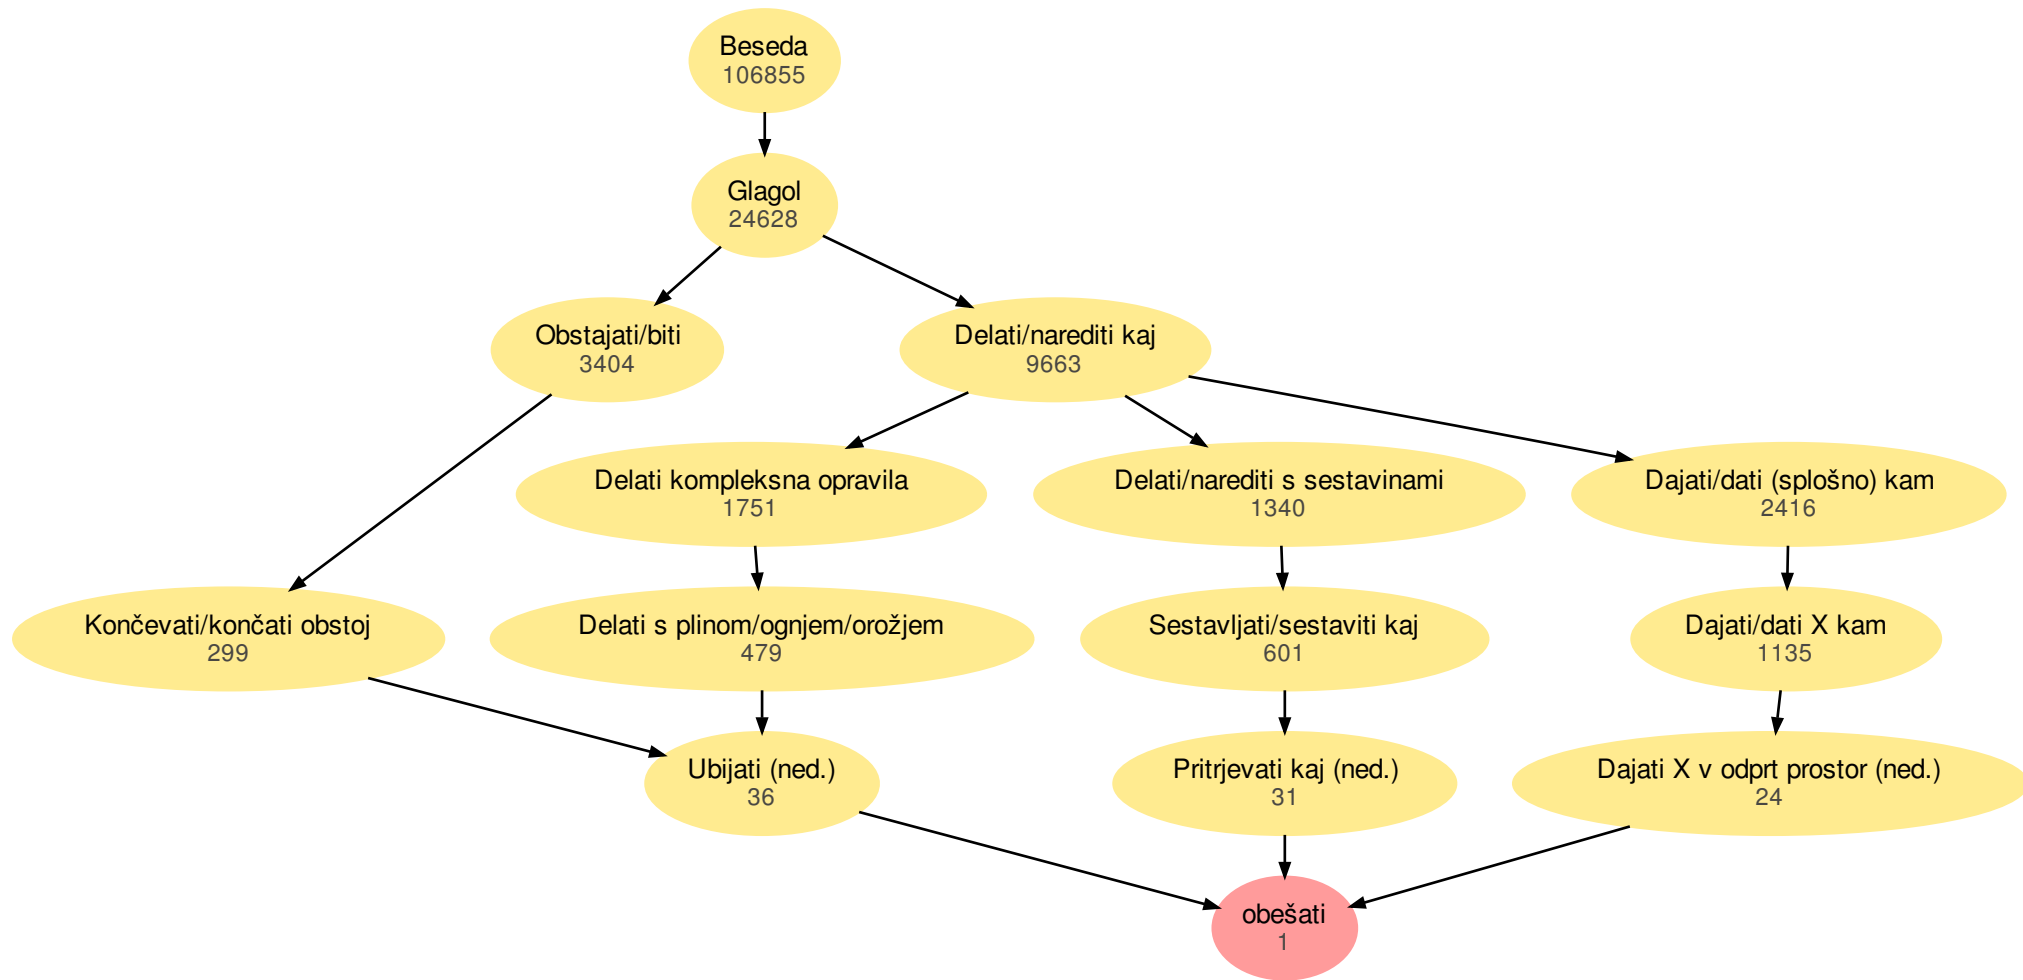 Beseda
106855
Glagol
24628
Obstajati/biti
3404
Delati/narediti kaj
9663
Delati kompleksna opravila
1751
Delati/narediti s sestavinami
1340
Dajati/dati (splošno) kam
2416
Končevati/končati obstoj
299
Delati s plinom/ognjem/orožjem
479
Sestavljati/sestaviti kaj
601
Dajati/dati X kam
1135
Ubijati (ned.)
36
Pritrjevati kaj (ned.)
31
Dajati X v odprt prostor (ned.)
24
obešati
1